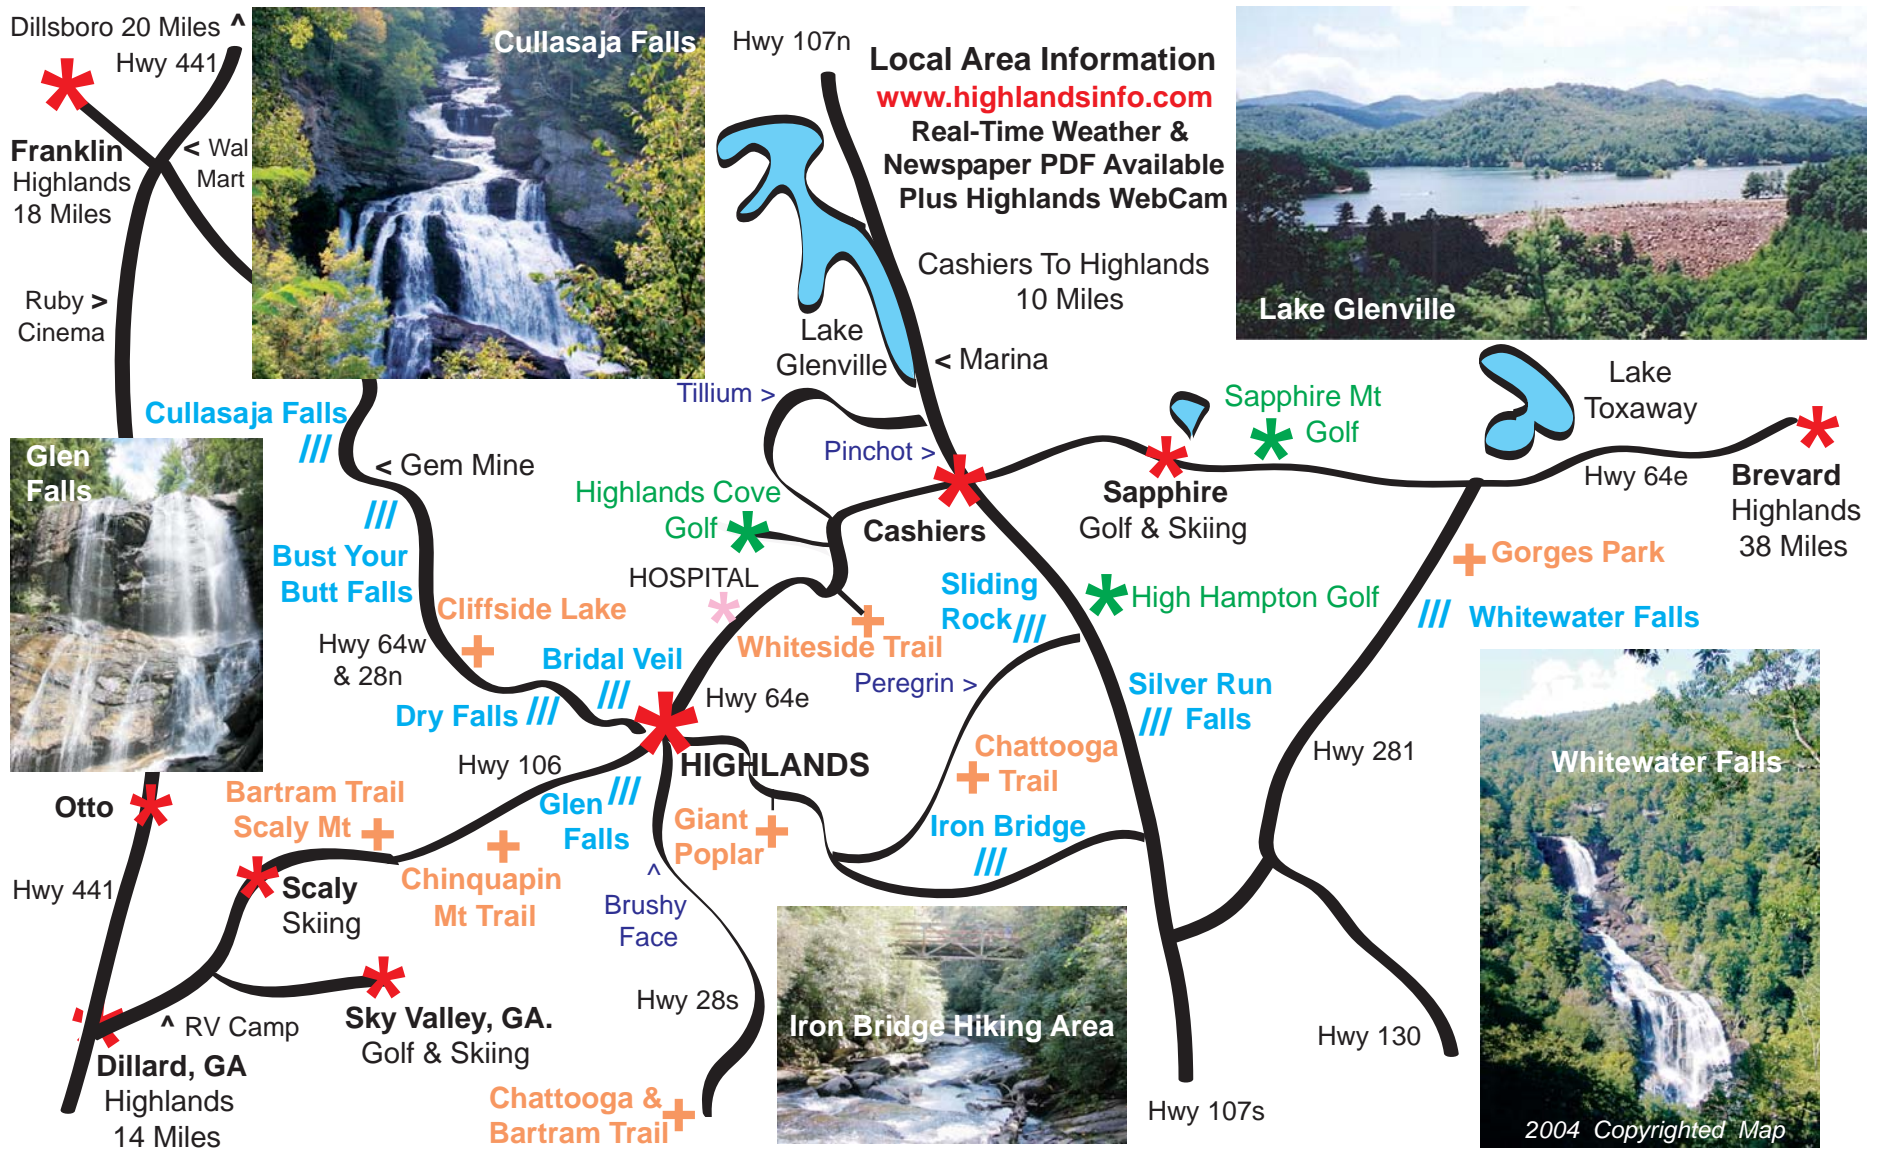 Dillsboro 20 Miles ^
Hwy 441
Franklin
Highlands
18 Miles
< Wal
Mart
Ruby >
Cinema
Cullasaja Falls
Hwy 107n
Local Area Information
www.highlandsinfo.com
Real-Time Weather &
Newspaper PDF Available
Plus Highlands WebCam
Cashiers To Highlands
10 Miles
Lake Glenville
Lake
Glenville
< Marina
Tillium >
Pinchot >
Cullasaja Falls
< Gem Mine
Glen
Falls
Bust Your
Butt Falls
Highlands Cove
Golf
HOSPITAL
Cashiers
Sapphire
Golf & Skiing
Sapphire Mt
Golf
Lake
Toxaway
Hwy 64e
Brevard
Highlands
38 Miles
Gorges Park
Whitewater Falls
Sliding
Rock
High Hampton Golf
Cliffside Lake
Hwy 64w
& 28n
Bridal Veil
Dry Falls
Whiteside Trail
Peregrin >
Hwy 64e
Silver Run
Falls
Hwy 281
Whitewater Falls
Chattooga
Trail
HIGHLANDS
Hwy 106
Glen
Falls
Giant
Poplar
Iron Bridge
Otto
Bartram Trail
Scaly Mt
Hwy 441
Scaly
Skiing
Chinquapin
Mt Trail
^
Brushy
Face
Hwy 28s
Iron Bridge Hiking Area
^ RV Camp
Sky Valley, GA.
Golf & Skiing
Dillard, GA
Highlands
14 Miles
Chattooga &
Bartram Trail
Hwy 107s
Hwy 130
2004 Copyrighted Map